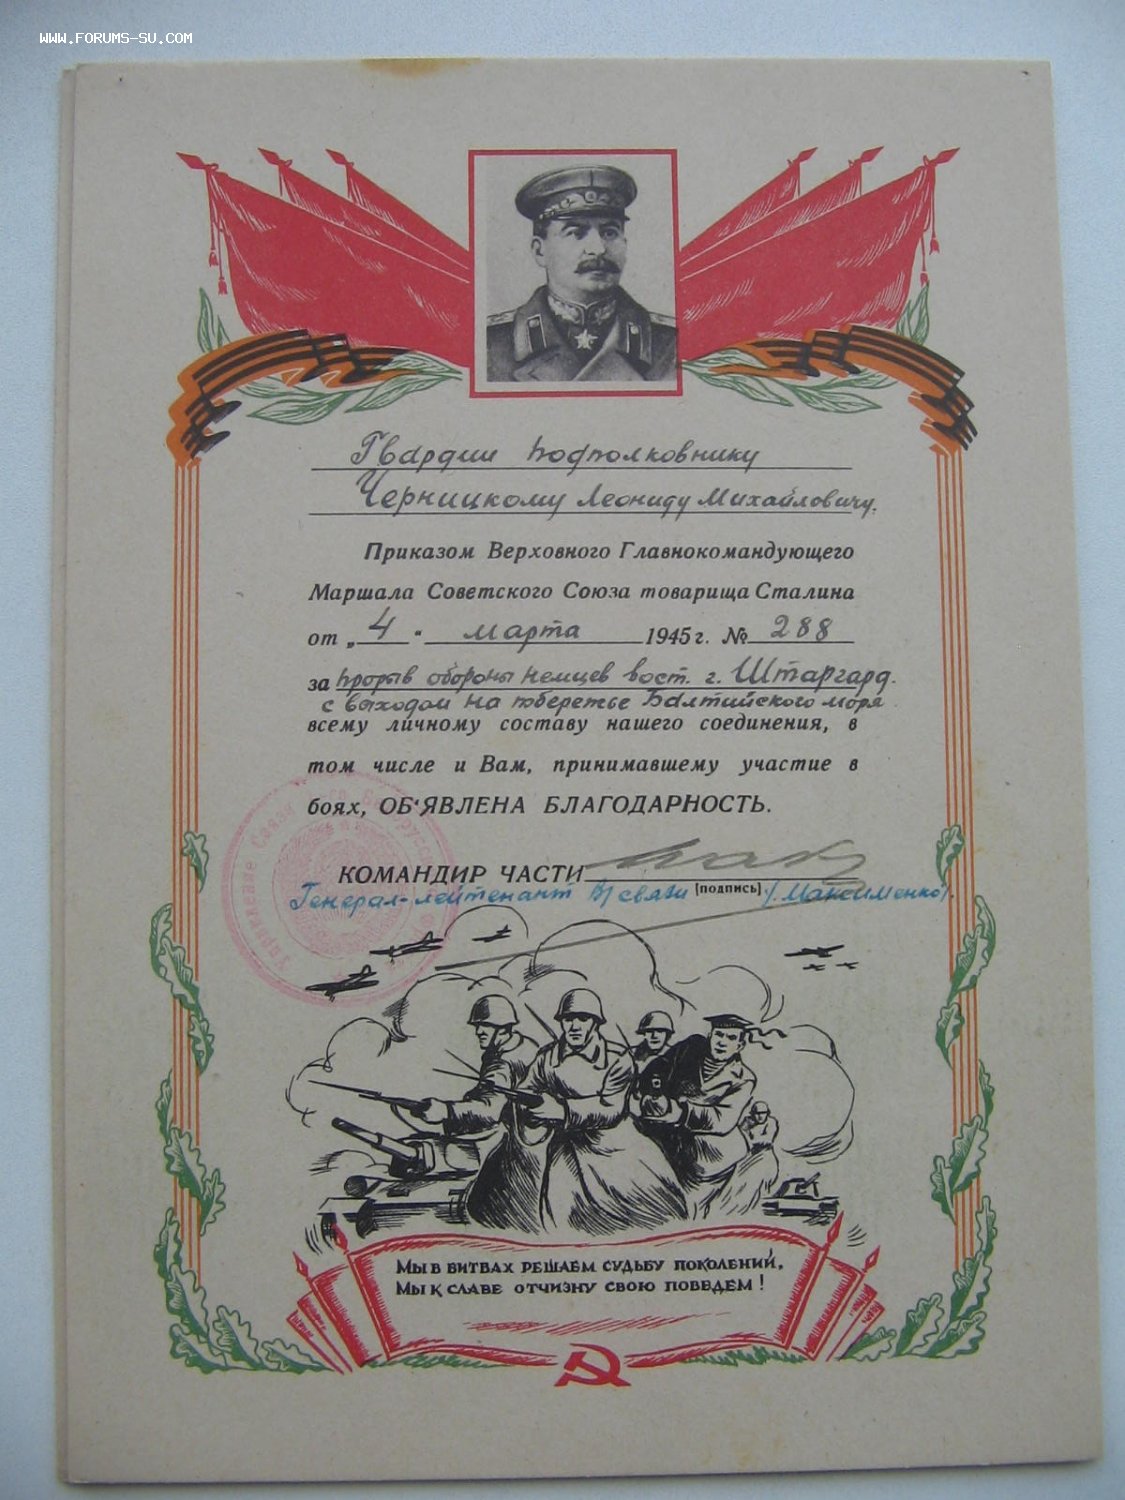 WWW.FORUMS-SU.COM
Гвардии подполковнику
Черницкому Леониду Михайловичу.
Приказом Верховного Главнокомандующего
Маршала Советского Союза товарища Сталина
от „ 4 " марта 1945 г. № 288
за прорыв обороны немцев вост. г. Штаргард.
с выходом на поберетье Балтийского моря.
всему личному составу нашего соединения, в
том числе и Вам, принимавшему участие в
боях, ОБ'ЯВЛЕНА БЛАГОДАРНОСТЬ.
КОМАНДИР ЧАСТИ
Генерал-лейтенант в/связи (подпись) /Максименко/.
Управление Связи
МЫ В БИТВАХ РЕШАЕМ СУДЬБУ ПОКОЛЕНИЙ,
МЫ К СЛАВЕ ОТЧИЗНУ СВОЮ ПОВЕДЕМ!